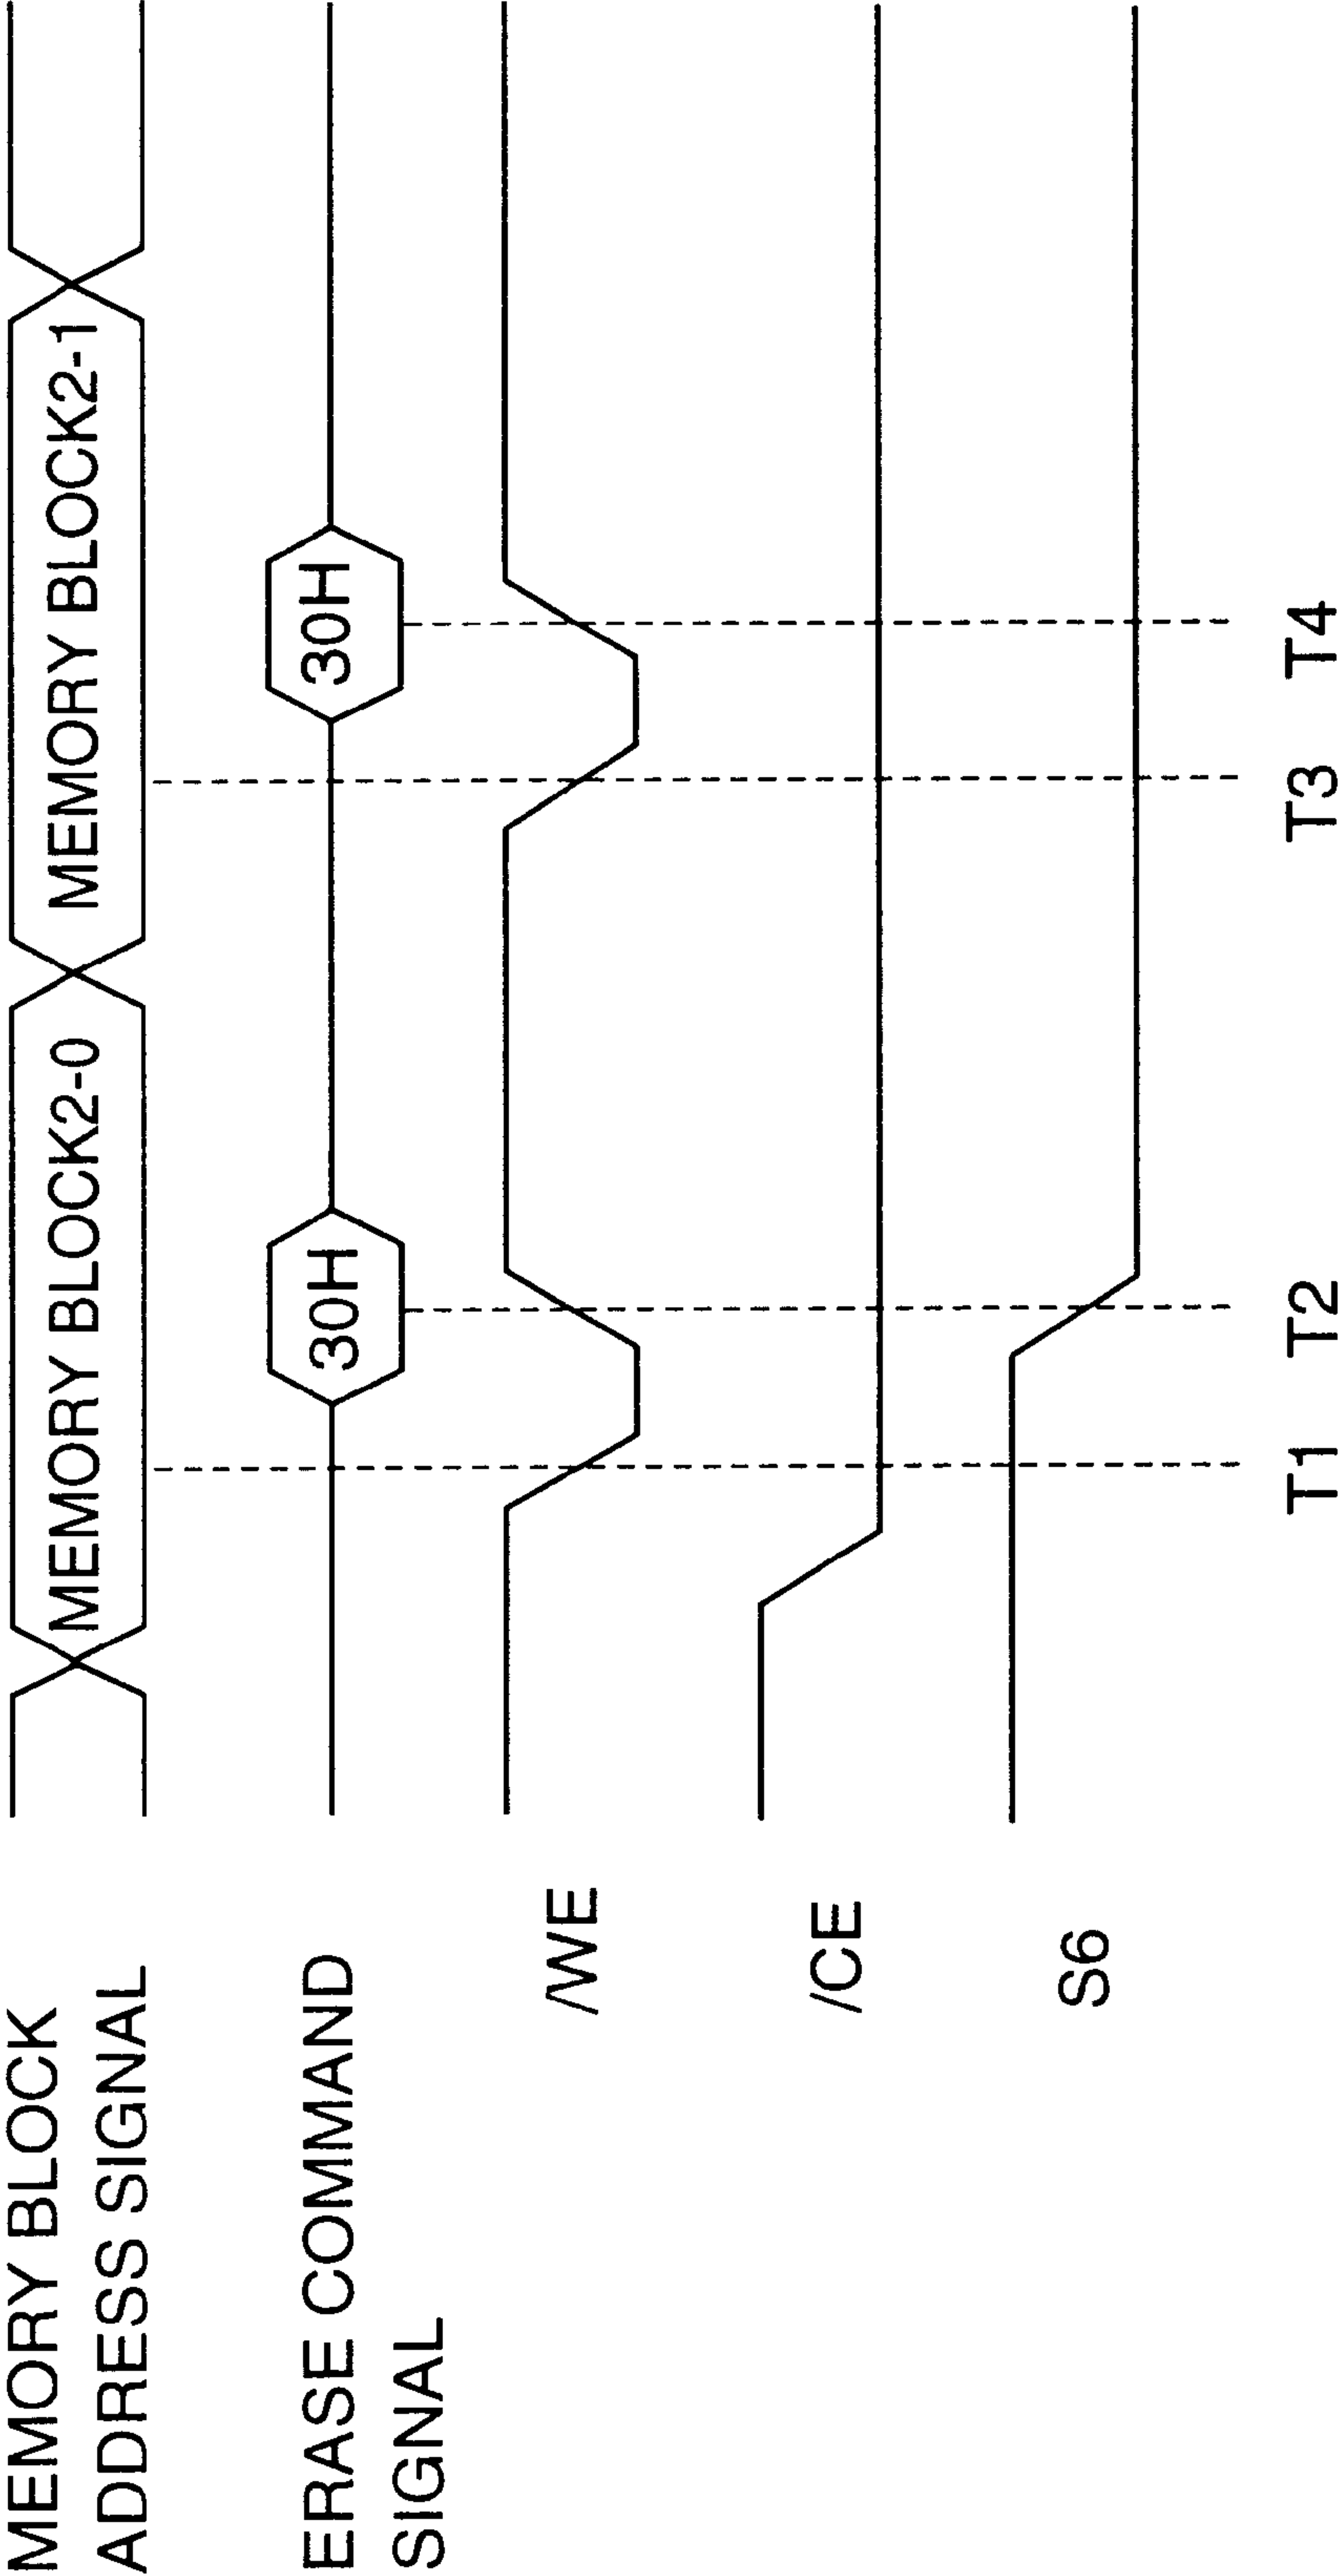 MEMORY BLOCK
ADDRESS SIGNAL
MEMORY BLOCK2-0
MEMORY BLOCK2-1
ERASE COMMAND
SIGNAL
30H
30H
/WE
/CE
S6
T1
T2
T3
T4